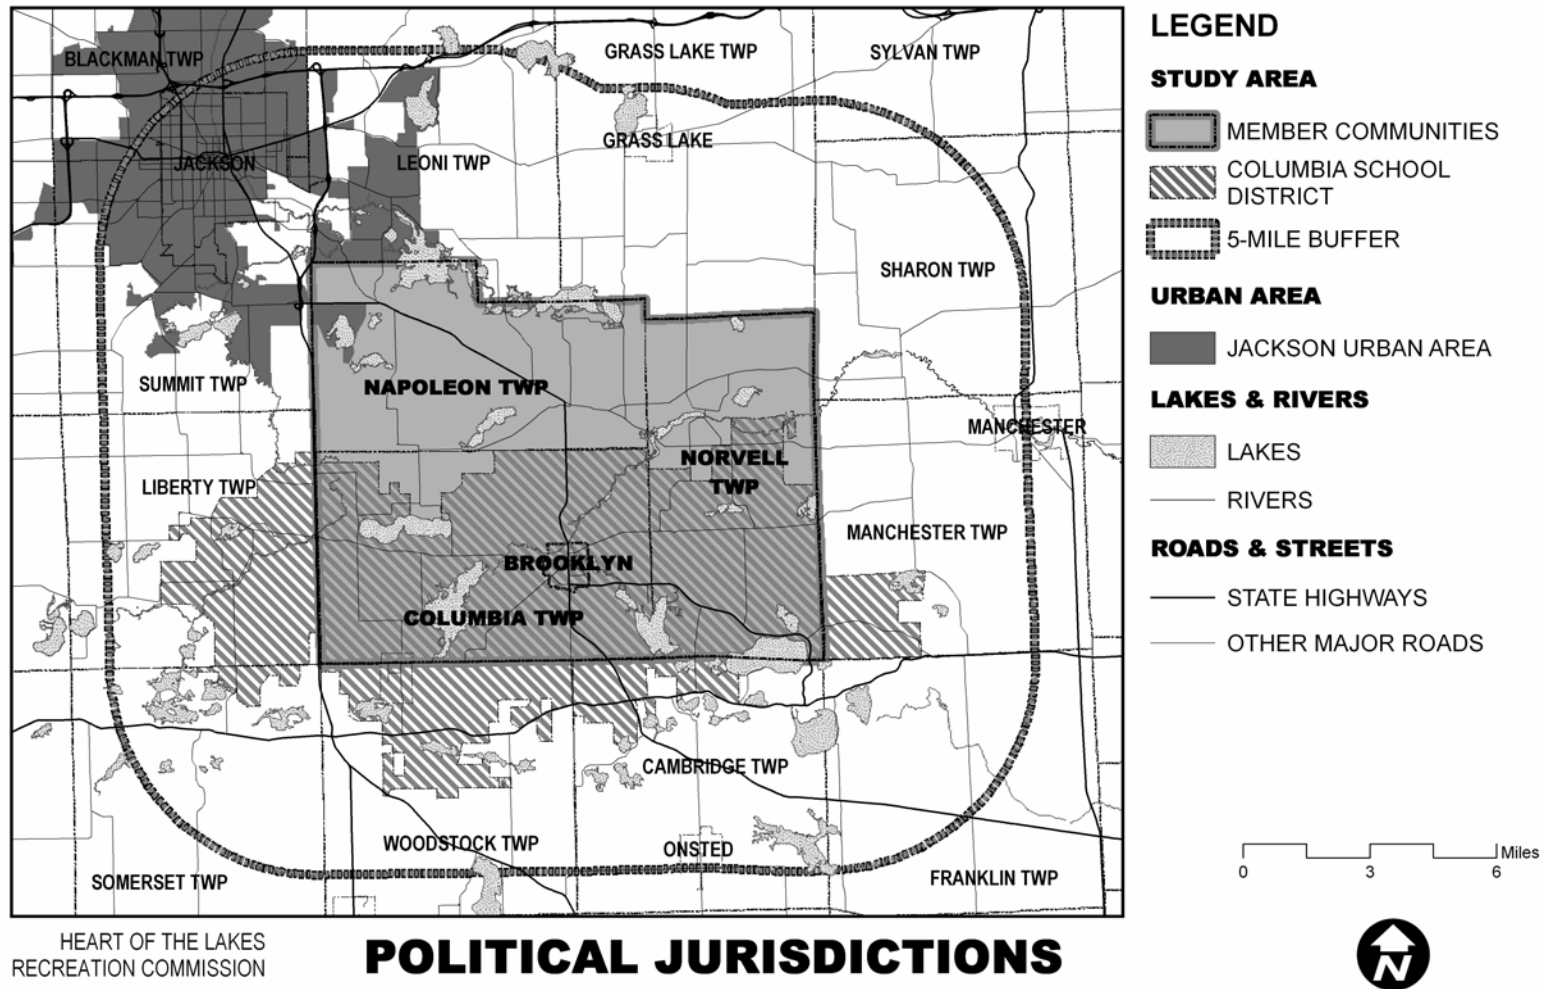 BLACKMAN TWP
GRASS LAKE TWP
SYLVAN TWP
JACKSON
LEONI TWP
GRASS LAKE
SHARON TWP
SUMMIT TWP
NAPOLEON TWP
MANCHESTER
NORVELL
TWP
LIBERTY TWP
MANCHESTER TWP
BROOKLYN
COLUMBIA TWP
CAMBRIDGE TWP
WOODSTOCK TWP
ONSTED
SOMERSET TWP
FRANKLIN TWP
LEGEND
STUDY AREA
MEMBER COMMUNITIES
COLUMBIA SCHOOL
DISTRICT
5-MILE BUFFER
URBAN AREA
JACKSON URBAN AREA
LAKES & RIVERS
LAKES
RIVERS
ROADS & STREETS
STATE HIGHWAYS
OTHER MAJOR ROADS
Miles
0 3 6
N
HEART OF THE LAKES
RECREATION COMMISSION
POLITICAL JURISDICTIONS